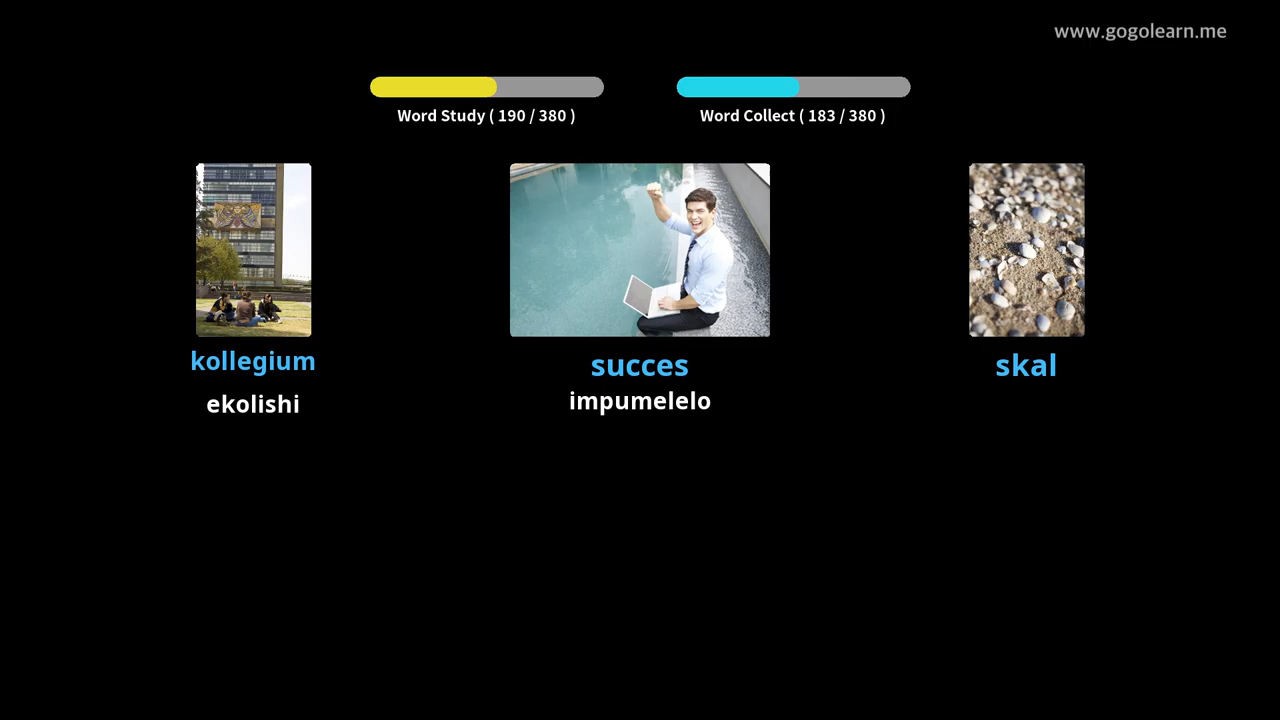 www.gogolearn.me
Word Study ( 190 / 380 )
Word Collect ( 183 / 380 )
kollegium
ekolishi
succes
impumelelo
skal